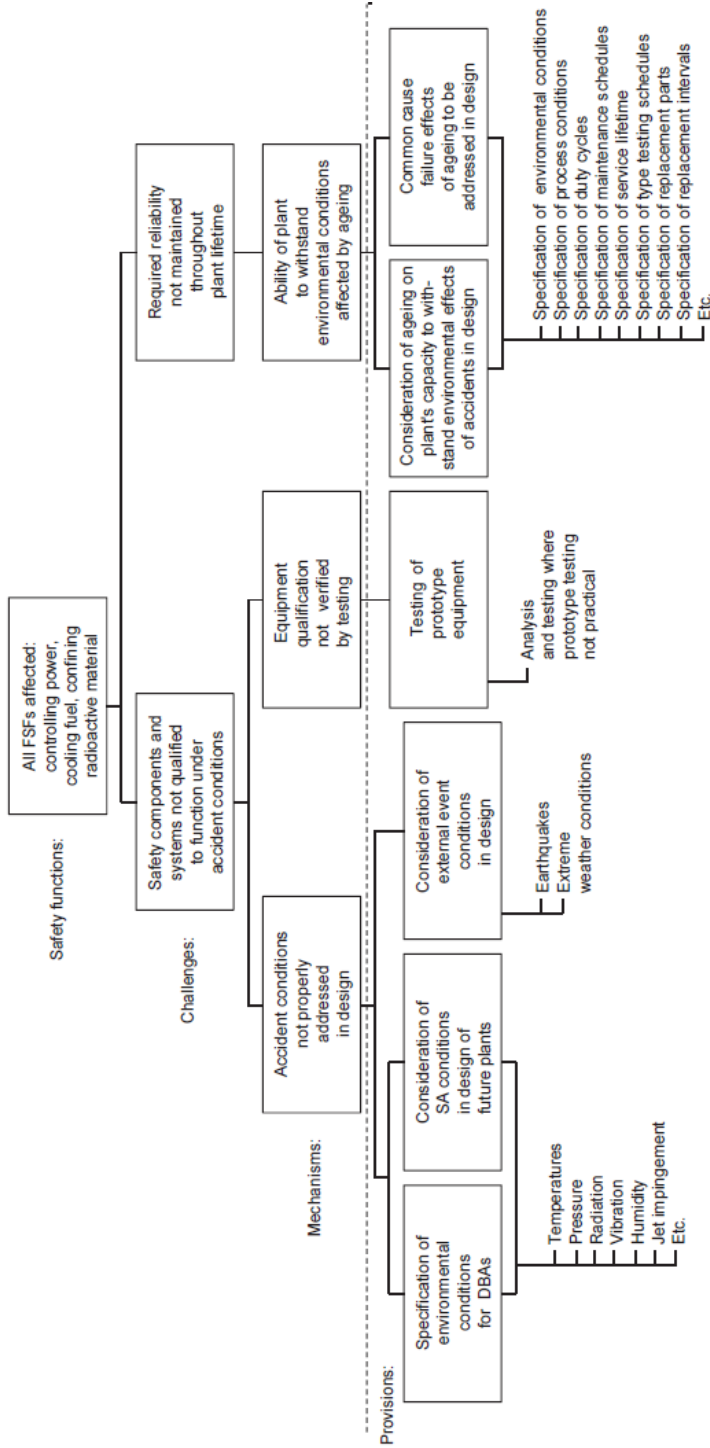 Safety functions:
All FSFs affected:
controlling power,
cooling fuel, confining
radioactive material
Challenges:
Safety components and
systems not qualified
to function under
accident conditions
Required reliability
not maintained
throughout
plant lifetime
Mechanisms:
Accident conditions
not properly
addressed
in design
Equipment
qualification
not verified
by testing
Ability of plant
to withstand
environmental conditions
affected by ageing
Provisions:
Specification of
environmental
conditions
for DBAs
Consideration of
SA conditions
in design of
future plants
Consideration of
external event
conditions
in design
Testing of
prototype
equipment
Consideration of ageing on
plant's capacity to with-
stand environmental effects
of accidents in design
Common cause
failure effects
of ageing to be
addressed in design
Temperatures
Pressure
Radiation
Vibration
Humidity
Jet impingement
Etc.
Earthquakes
Extreme
weather conditions
Analysis
and testing where
prototype testing
not practical
Specification of environmental conditions
Specification of process conditions
Specification of duty cycles
Specification of maintenance schedules
Specification of service lifetime
Specification of type testing schedules
Specification of replacement parts
Specification of replacement intervals
Etc.